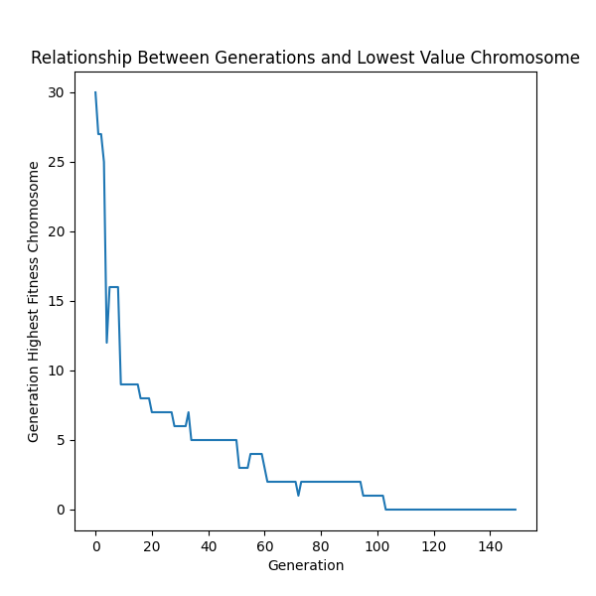 Relationship Between Generations and Lowest Value Chromosome
Generation Highest Fitness Chromosome
30
25
20
15
10
5
0
0 20 40 60 80 100 120 140
Generation